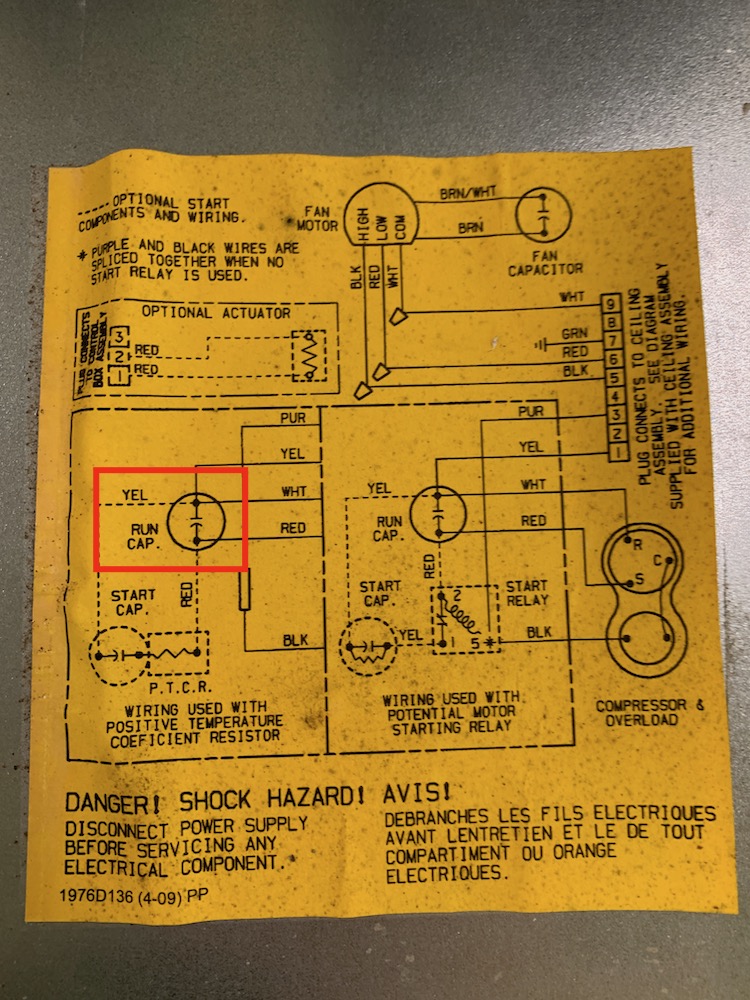 OPTIONAL START
COMPONENTS AND WIRING.
* PURPLE AND BLACK WIRES ARE
SPLICED TOGETHER WHEN NO
START RELAY IS USED.
FAN
MOTOR
HIGH
LOW
COM
BRN/WHT
BRN
FAN
CAPACITOR
BLK
RED
WHT
WHT
GRN
RED
BLK
9
8
7
6
5
4
3
2
1
PLUG CONNECTS TO CEILING
ASSEMBLY. SEE DIAGRAM
SUPPLIED WITH CEILING ASSEMBLY
FOR ADDITIONAL WIRING.
OPTIONAL ACTUATOR
PLUG CONNECTS
TO CONTROL
BOX ASSEMBLY
3
2
1
RED
RED
PUR
YEL
YEL
WHT
RUN
CAP.
RED
START
CAP.
RED
BLK
P.T.C.R.
WIRING USED WITH
POSITIVE TEMPERATURE
COEFICIENT RESISTOR
PUR
YEL
YEL
WHT
RUN
CAP.
RED
RED
START
CAP.
2
START
RELAY
YEL
1
5 *
BLK
WIRING USED WITH
POTENTIAL MOTOR
STARTING RELAY
R
C
S
COMPRESSOR &
OVERLOAD
DANGER! SHOCK HAZARD!
DISCONNECT POWER SUPPLY
BEFORE SERVICING ANY
ELECTRICAL COMPONENT.
AVIS!
DEBRANCHES LES FILS ELECTRIQUES
AVANT LENTRETIEN ET LE DE TOUT
COMPARTIMENT OU ORANGE
ELECTRIQUES.
1976D136 (4-09) PP